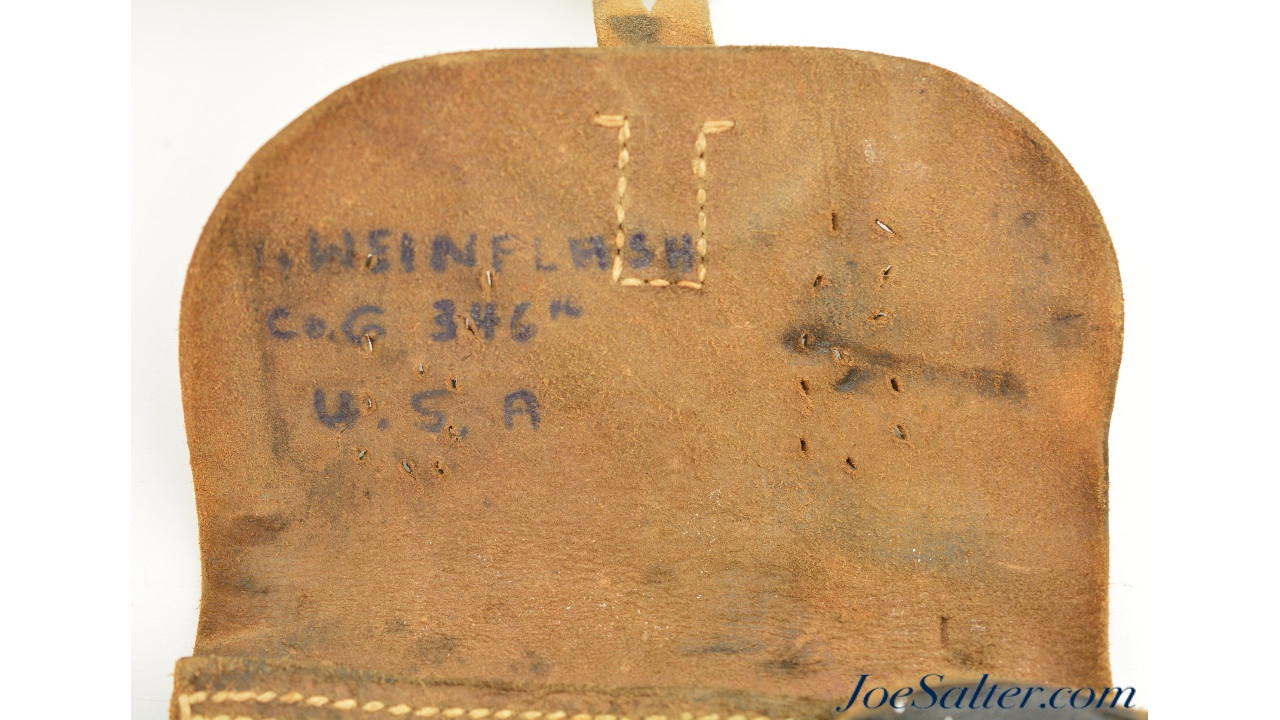 I. WEINFLASH
Co. G 346th
U. S. A
JoeSalter.com